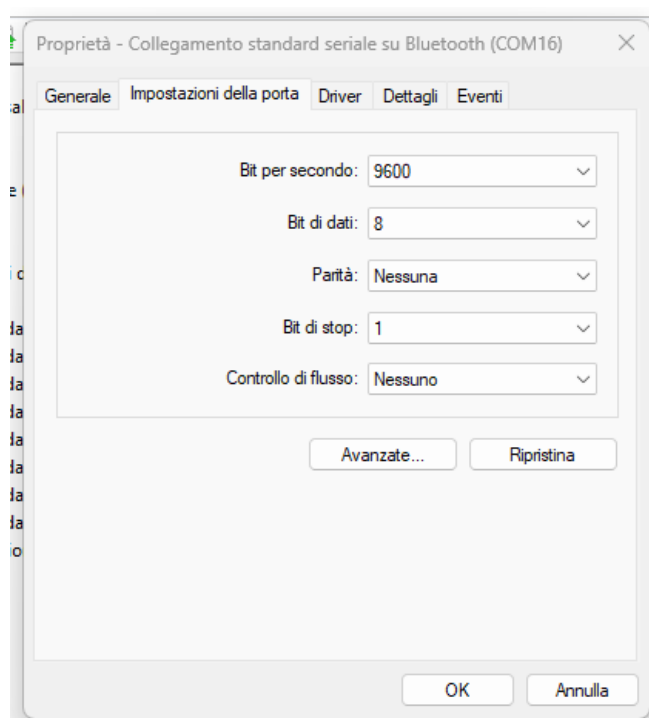 Proprietà - Collegamento standard seriale su Bluetooth (COM16)
Generale Impostazioni della porta Driver Dettagli Eventi
Bit per secondo: 9600
Bit di dati: 8
Parità: Nessuna
Bit di stop: 1
Controllo di flusso: Nessuno
Avanzate... Ripristina
OK Annulla